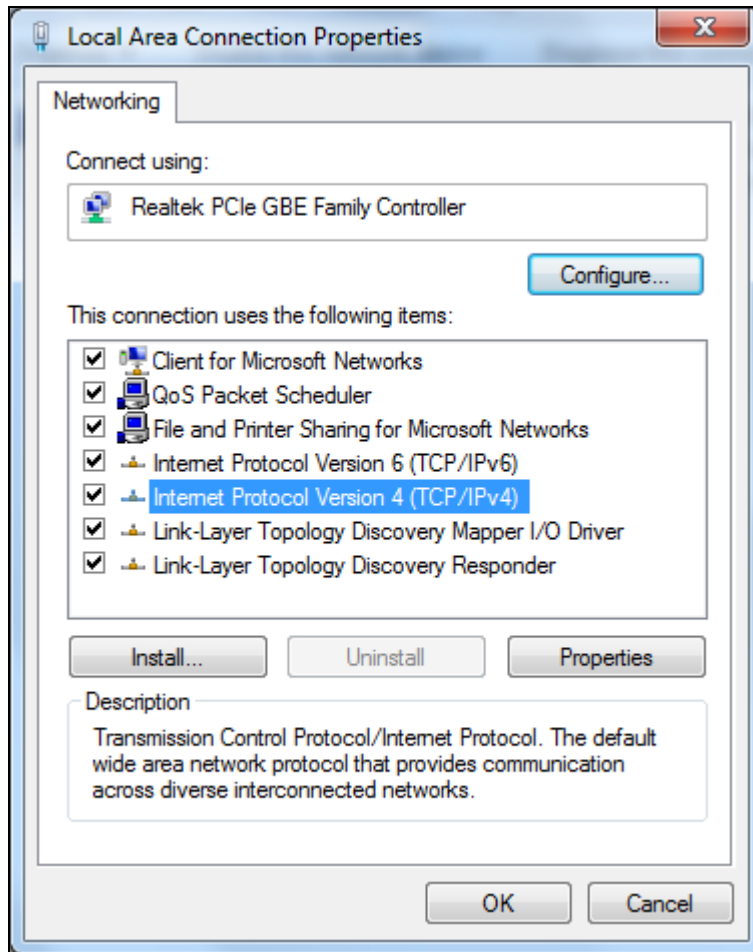 Local Area Connection Properties
Networking
Connect using:
Realtek PCIe GBE Family Controller
Configure...
This connection uses the following items:
Client for Microsoft Networks
QoS Packet Scheduler
File and Printer Sharing for Microsoft Networks
Internet Protocol Version 6 (TCP/IPv6)
Internet Protocol Version 4 (TCP/IPv4)
Link-Layer Topology Discovery Mapper I/O Driver
Link-Layer Topology Discovery Responder
Install... Uninstall Properties
Description
Transmission Control Protocol/Internet Protocol. The default
wide area network protocol that provides communication
across diverse interconnected networks.
OK Cancel